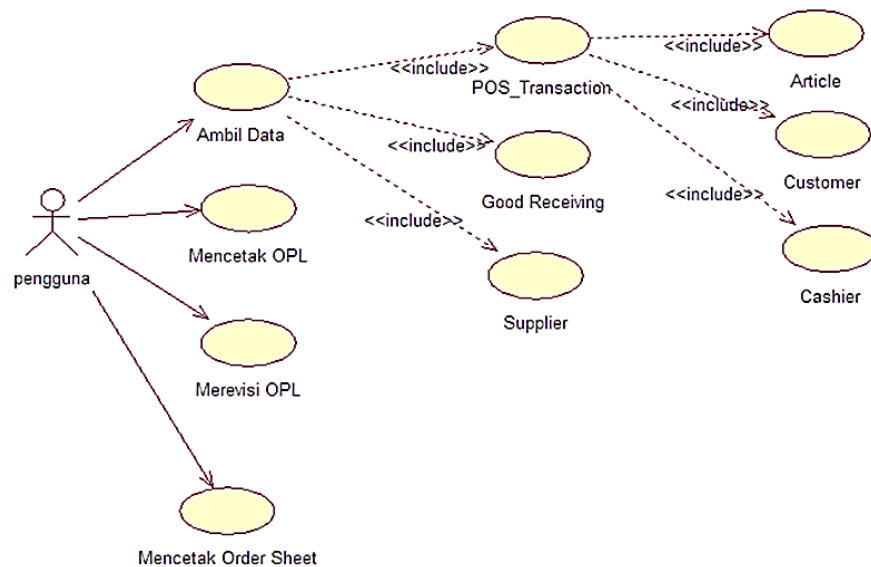 <<include>>
<<include>>
Article
POS_Transaction
<<include>>
Ambil Data
<<include>>
Customer
Good Receiving
<<include>>
<<include>>
Mencetak OPL
pengguna
Cashier
Supplier
Merevisi OPL
Mencetak Order Sheet